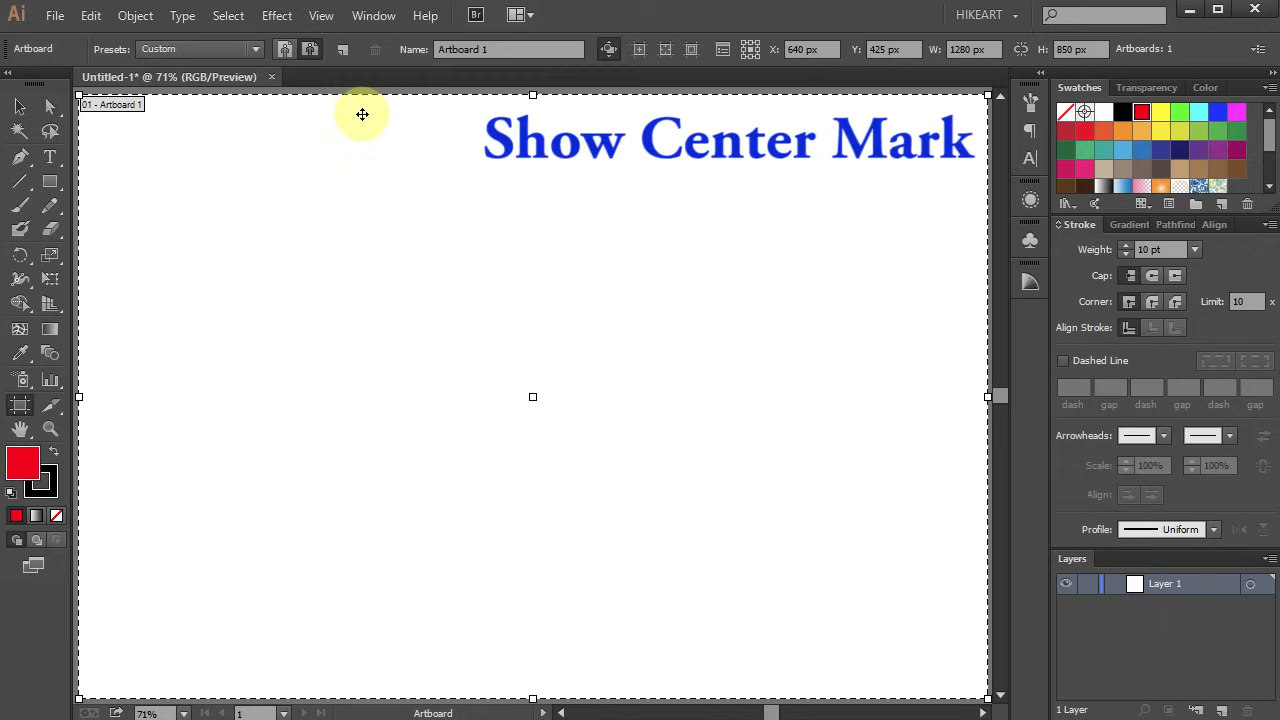 Ai File Edit Object Type Select Effect View Window Help Br HIKEART
Artboard Presets: Custom Name: Artboard 1 X: 640 px Y: 425 px W: 1280 px H: 850 px Artboards: 1
Untitled-1* @ 71% (RGB/Preview) ×
01 - Artboard 1
Show Center Mark
Swatches Transparency Color
Stroke Gradient Pathfind Align
Weight: 10 pt
Cap:
Corner: Limit: 10 x
Align Stroke:
Dashed Line
dash gap dash gap dash gap
Arrowheads:
Scale: 100% 100%
Align:
Profile: Uniform
Layers
Layer 1
1 Layer
71% 1 Artboard